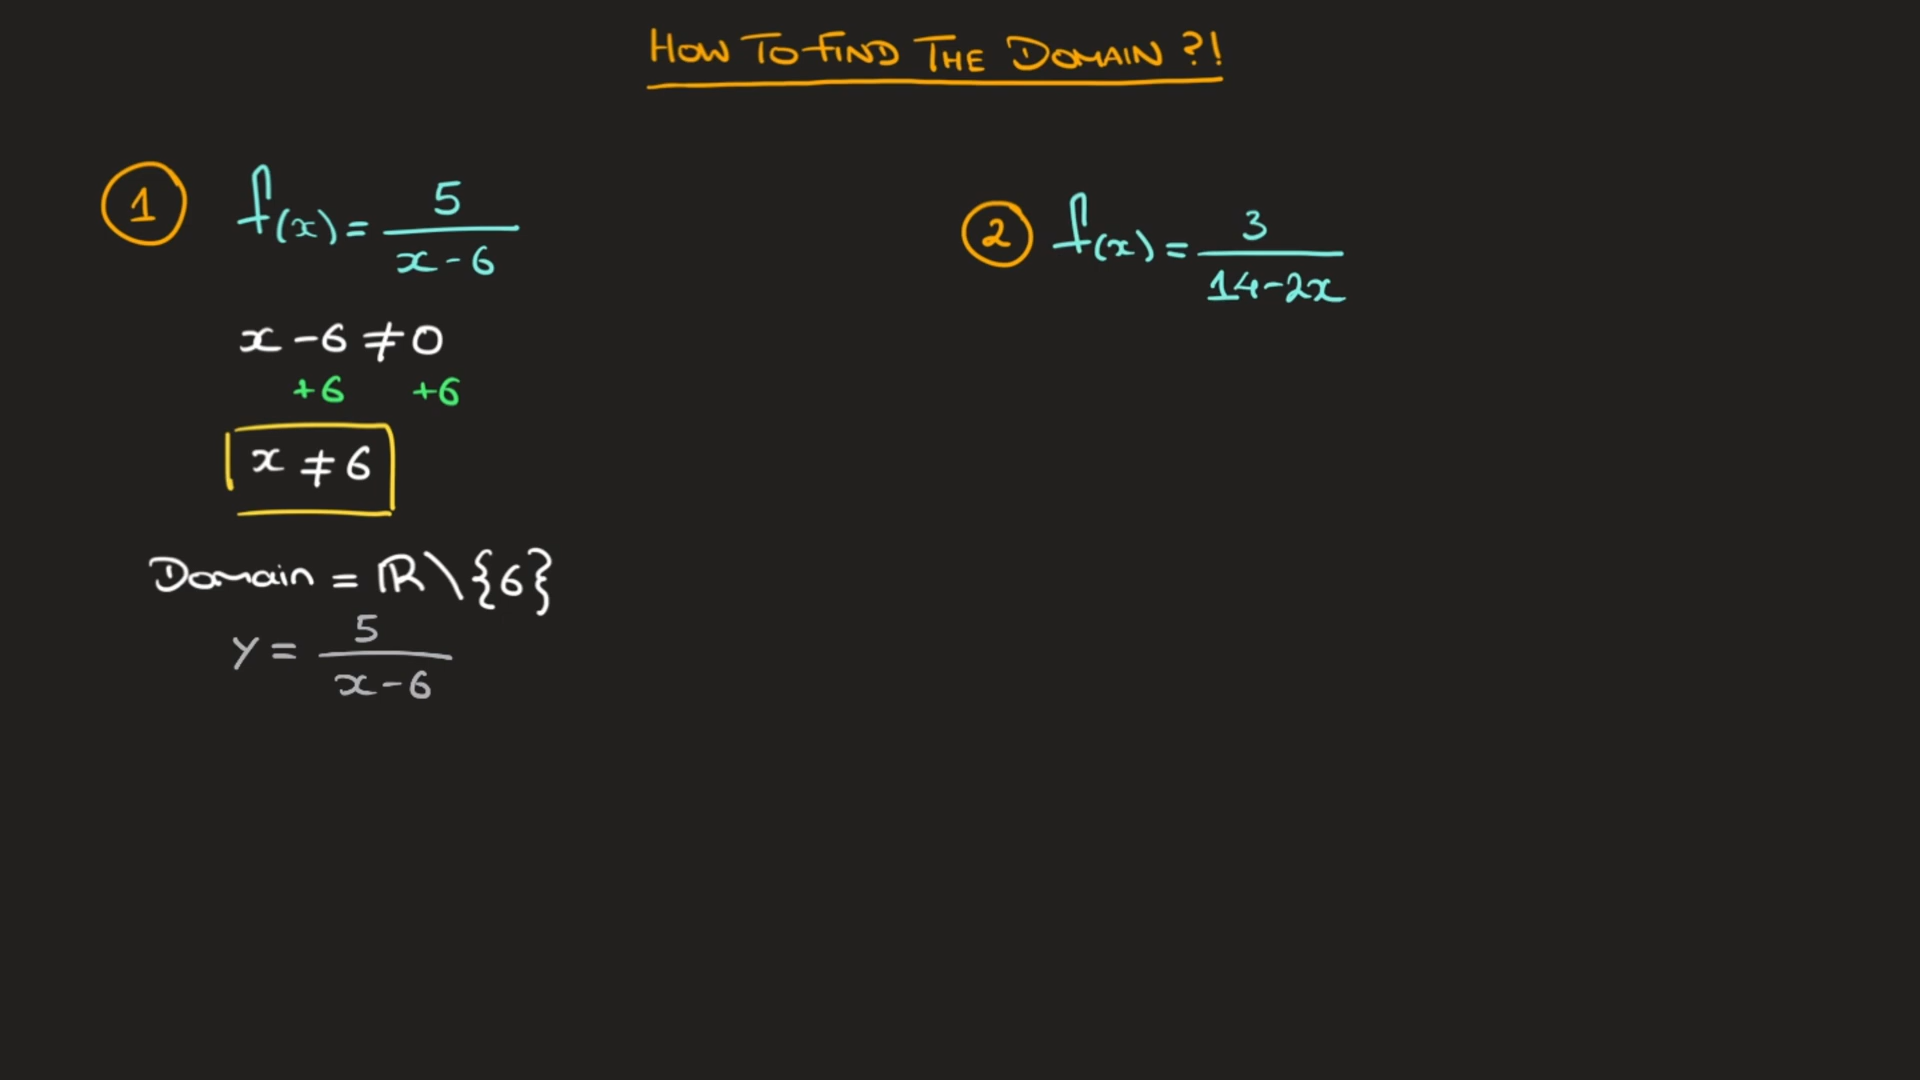 HOW TO FIND THE DOMAIN ?!
1 f(x) = 5/(x-6)
x - 6 ≠ 0
+6 +6
x ≠ 6
Domain = ℝ \ {6}
y = 5/(x-6)
2 f(x) = 3/(14-2x)